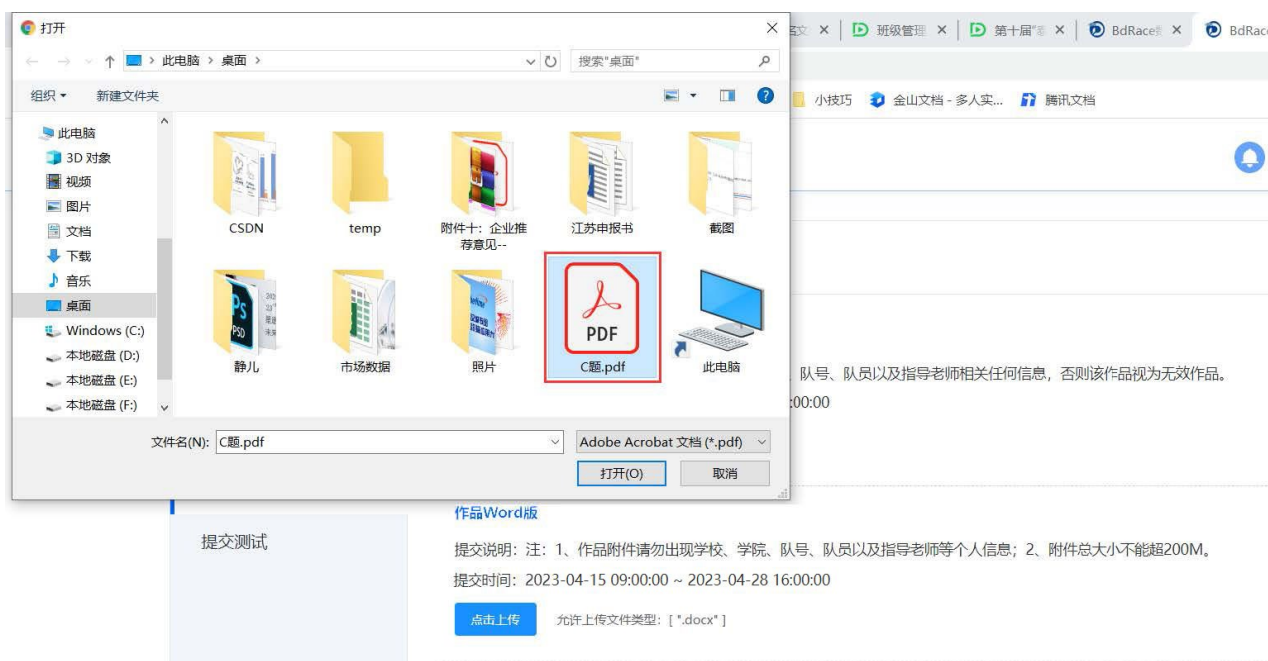 打开
班级管理
第十届
BdRace
BdRace
此电脑 > 桌面 >
搜索"桌面"
组织
新建文件夹
小技巧
金山文档 - 多人实...
腾讯文档
此电脑
3D 对象
视频
图片
文档
下载
音乐
桌面
Windows (C:)
本地磁盘 (D:)
本地磁盘 (E:)
本地磁盘 (F:)
CSDN
temp
附件十：企业推
荐意见--
江苏申报书
截图
静儿
市场数据
照片
PDF
C题.pdf
此电脑
队号、队员以及指导老师相关任何信息，否则该作品视为无效作品。
:00:00
文件名(N):
C题.pdf
Adobe Acrobat 文档 (*.pdf)
打开(O)
取消
作品Word版
提交测试
提交说明：注：1、作品附件请勿出现学校、学院、队号、队员以及指导老师等个人信息；2、附件总大小不能超200M。
提交时间：2023-04-15 09:00:00 ~ 2023-04-28 16:00:00
点击上传
允许上传文件类型：[ ".docx" ]